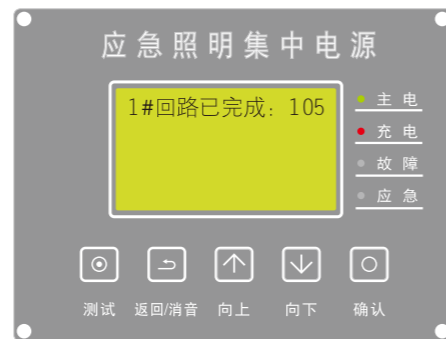 应急照明集中电源
1#回路已完成：105
主电
充电
故障
应急
测试 返回/消音 向上 向下 确认